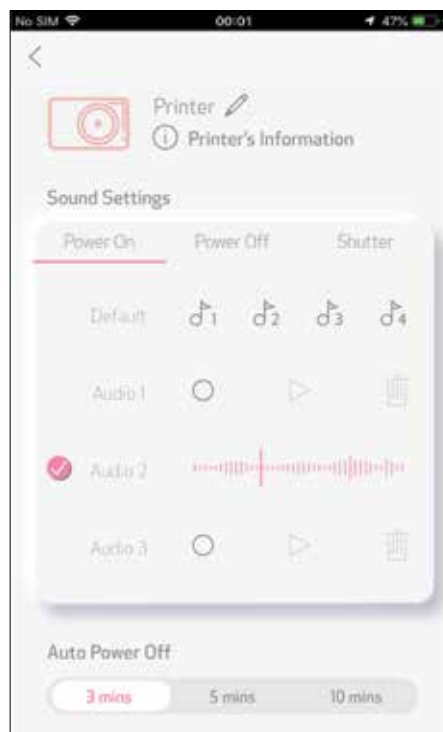 No SIM 00:01 47%
Printer
Printer's Information
Sound Settings
Power On Power Off Shutter
Default 1 2 3 4
Audio 1
Audio 2
Audio 3
Auto Power Off
3 mins 5 mins 10 mins